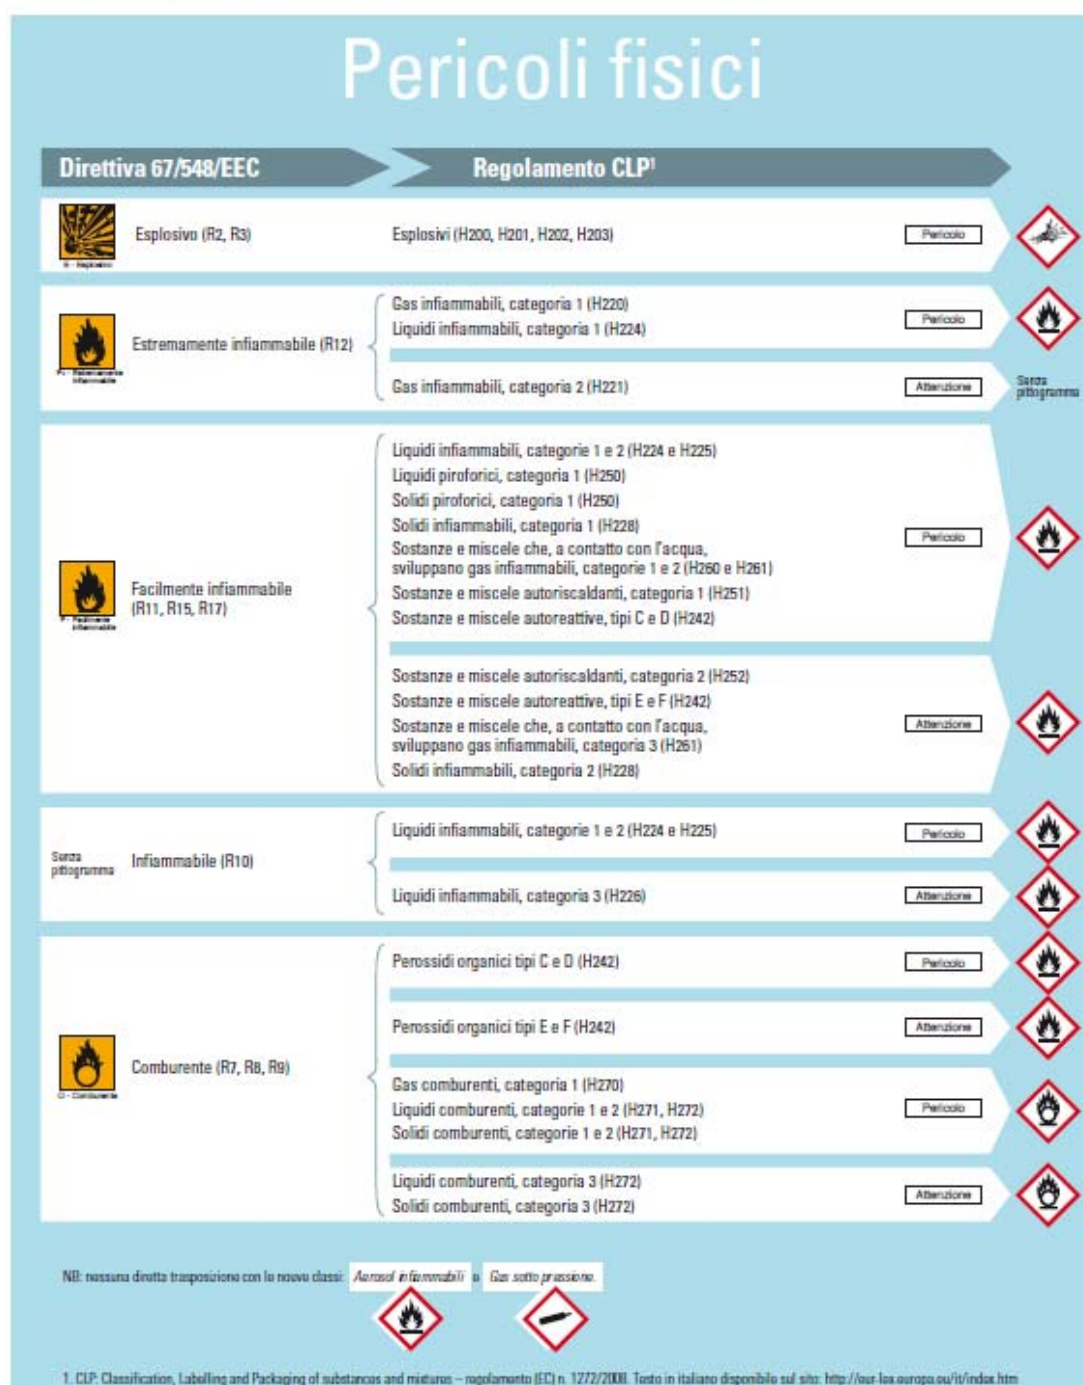 Pericoli fisici
Direttiva 67/548/EEC
Regolamento CLP¹
Esplosivo (R2, R3)
Esplosivi (H200, H201, H202, H203)
Pericolo
E - Esplosivo
Estremamente infiammabile (R12)
Gas infiammabili, categoria 1 (H220)
Liquidi infiammabili, categoria 1 (H224)
Pericolo
F+ - Estremamente
infiammabile
Gas infiammabili, categoria 2 (H221)
Attenzione
Senza
pittogramma
Facilmente infiammabile
(R11, R15, R17)
F - Facilmente
infiammabile
Liquidi infiammabili, categorie 1 e 2 (H224 e H225)
Liquidi piroforici, categoria 1 (H250)
Solidi piroforici, categoria 1 (H250)
Solidi infiammabili, categoria 1 (H228)
Sostanze e miscele che, a contatto con l'acqua,
sviluppano gas infiammabili, categorie 1 e 2 (H260 e H261)
Sostanze e miscele autoriscaldanti, categoria 1 (H251)
Sostanze e miscele autoreattive, tipi C e D (H242)
Pericolo
Sostanze e miscele autoriscaldanti, categoria 2 (H252)
Sostanze e miscele autoreattive, tipi E e F (H242)
Sostanze e miscele che, a contatto con l'acqua,
sviluppano gas infiammabili, categoria 3 (H261)
Solidi infiammabili, categoria 2 (H228)
Attenzione
Senza
pittogramma
Infiammabile (R10)
Liquidi infiammabili, categorie 1 e 2 (H224 e H225)
Pericolo
Liquidi infiammabili, categoria 3 (H226)
Attenzione
Comburente (R7, R8, R9)
O - Comburente
Perossidi organici tipi C e D (H242)
Pericolo
Perossidi organici tipi E e F (H242)
Attenzione
Gas comburenti, categoria 1 (H270)
Liquidi comburenti, categorie 1 e 2 (H271, H272)
Solidi comburenti, categorie 1 e 2 (H271, H272)
Pericolo
Liquidi comburenti, categoria 3 (H272)
Solidi comburenti, categoria 3 (H272)
Attenzione
NB: nessuna diretta trasposizione con le nuove classi: Aerosol infiammabili e Gas sotto pressione.
1. CLP: Classification, Labelling and Packaging of substances and mixtures – regolamento (EC) n. 1272/2008. Testo in italiano disponibile sul sito: http://eur-lex.europa.eu/it/index.htm